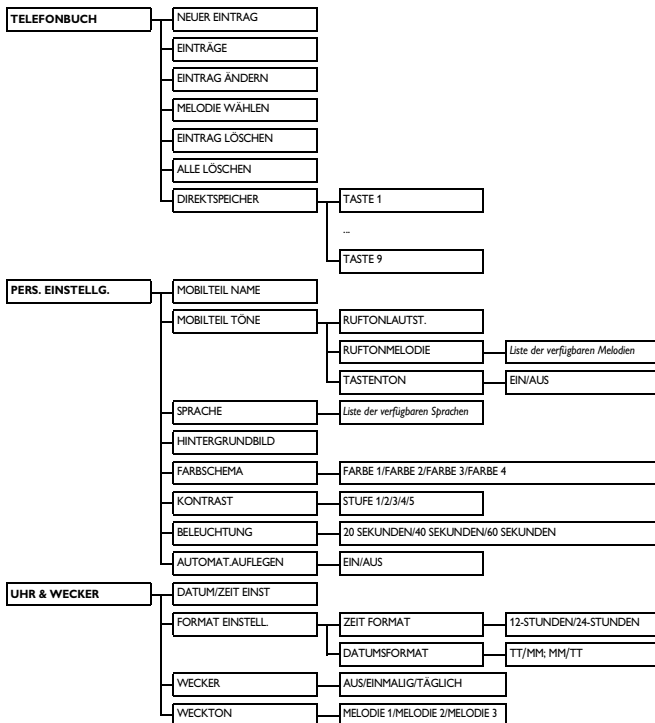 TELEFONBUCH
NEUER EINTRAG
EINTRÄGE
EINTRAG ÄNDERN
MELODIE WÄHLEN
EINTRAG LÖSCHEN
ALLE LÖSCHEN
DIREKTSPEICHER
TASTE 1
...
TASTE 9
PERS. EINSTELLG.
MOBILTEIL NAME
MOBILTEIL TÖNE
RUFTONLAUTST.
RUFTONMELODIE
Liste der verfügbaren Melodien
TASTENTON
EIN/AUS
SPRACHE
Liste der verfügbaren Sprachen
HINTERGRUNDBILD
FARBSCHEMA
FARBE 1/FARBE 2/FARBE 3/FARBE 4
KONTRAST
STUFE 1/2/3/4/5
BELEUCHTUNG
20 SEKUNDEN/40 SEKUNDEN/60 SEKUNDEN
AUTOMAT.AUFLEGEN
EIN/AUS
UHR & WECKER
DATUM/ZEIT EINST
FORMAT EINSTELL.
ZEIT FORMAT
12-STUNDEN/24-STUNDEN
DATUMSFORMAT
TT/MM; MM/TT
WECKER
AUS/EINMALIG/TÄGLICH
WECKTON
MELODIE 1/MELODIE 2/MELODIE 3